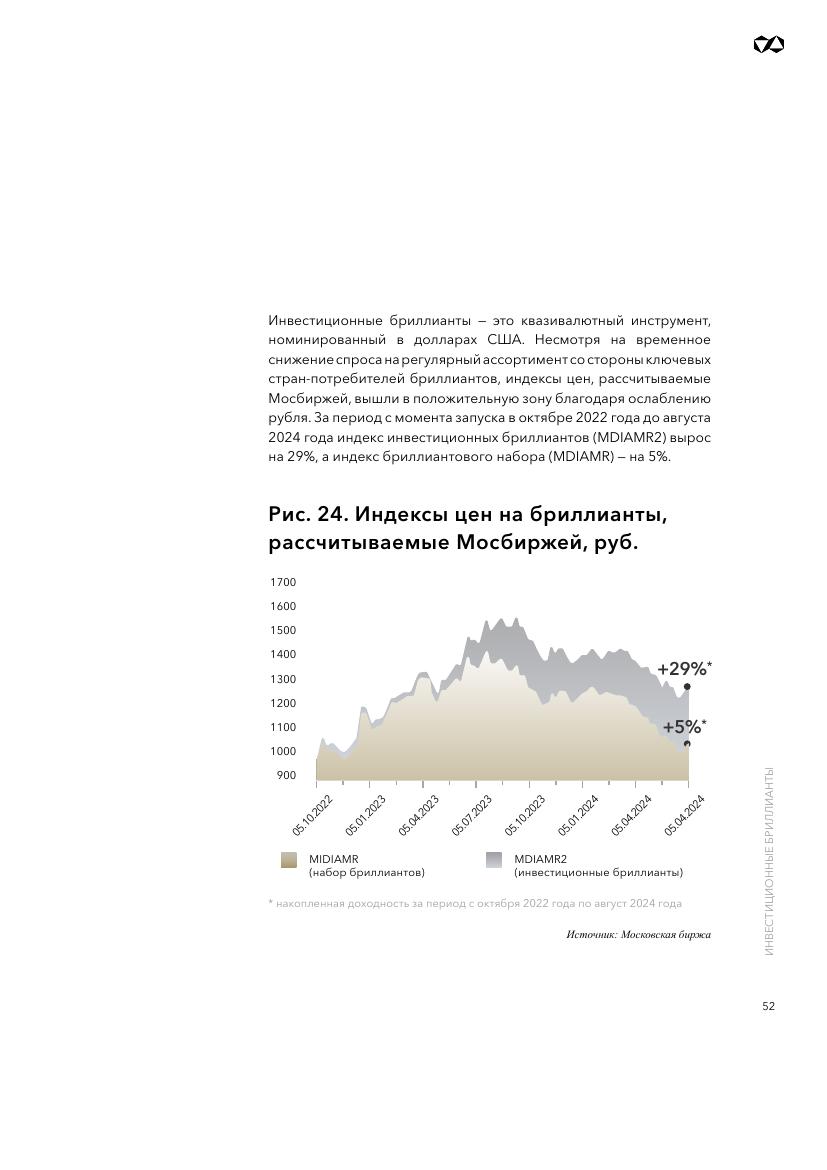 Инвестиционные бриллианты — это квазивалютный инструмент,
номинированный в долларах США. Несмотря на временное
снижение спроса на регулярный ассортимент со стороны ключевых
стран-потребителей бриллиантов, индексы цен, рассчитываемые
Мосбиржей, вышли в положительную зону благодаря ослаблению
рубля. За период с момента запуска в октябре 2022 года до августа
2024 года индекс инвестиционных бриллиантов (MDIAMR2) вырос
на 29%, а индекс бриллиантового набора (MDIAMR) — на 5%.
Рис. 24. Индексы цен на бриллианты,
рассчитываемые Мосбиржей, руб.
1700
1600
1500
1400
1300
1200
1100
1000
900
+29%*
+5%*
05.10.2022
05.01.2023
05.04.2023
05.07.2023
05.10.2023
05.01.2024
05.04.2024
05.04.2024
MIDIAMR
(набор бриллиантов)
MDIAMR2
(инвестиционные бриллианты)
* накопленная доходность за период с октября 2022 года по август 2024 года
Источник: Московская биржа
ИНВЕСТИЦИОННЫЕ БРИЛЛИАНТЫ
52